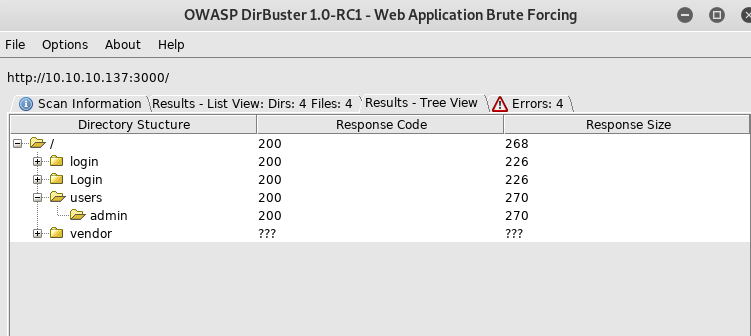 OWASP DirBuster 1.0-RC1 - Web Application Brute Forcing
File Options About Help
http://10.10.10.137:3000/
Scan Information Results - List View: Dirs: 4 Files: 4 Results - Tree View Errors: 4
Directory Stucture Response Code Response Size
/ 200 268
login 200 226
Login 200 226
users 200 270
admin 200 270
vendor ??? ???